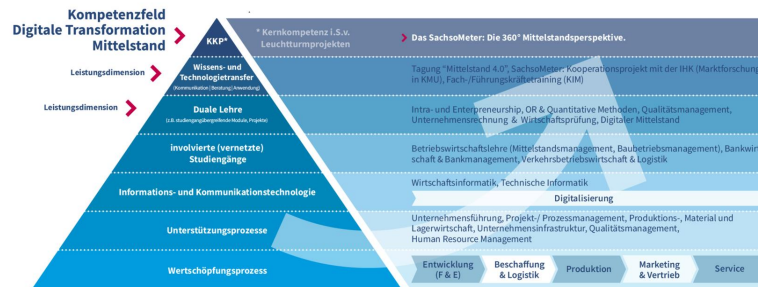 Kompetenzfeld
Digitale Transformation
Mittelstand
KKP*
* Kernkompetenz i.S.v.
Leuchtturmprojekten
Das SachsoMeter: Die 360° Mittelstandsperspektive.
Leistungsdimension
Wissens- und
Technologietransfer
(Kommunikation | Beratung | Anwendung)
Tagung "Mittelstand 4.0", SachsoMeter: Kooperationsprojekt mit der IHK (Marktforschung
in KMU), Fach-/Führungskräftetraining (KIM)
Leistungsdimension
Duale Lehre
(z.B. studiengangübergreifende Module, Projekte)
Intra- und Enterpreneurship, OR & Quantitative Methoden, Qualitätsmanagement,
Unternehmensrechnung & Wirtschaftsprüfung, Digitaler Mittelstand
involvierte (vernetzte)
Studiengänge
Betriebswirtschaftslehre (Mittelstandsmanagement, Baubetriebsmanagement), Bankwirt
schaft & Bankmanagement, Verkehrsbetriebswirtschaft & Logistik
Informations- und Kommunikationstechnologie
Wirtschaftsinformatik, Technische Informatik
Digitalisierung
Unterstützungsprozesse
Unternehmensführung, Projekt-/ Prozessmanagement, Produktions-, Material und
Lagerwirtschaft, Unternehmensinfrastruktur, Qualitätsmanagement,
Human Resource Management
Wertschöpfungsprozess
Entwicklung
(F & E)
Beschaffung
& Logistik
Produktion
Marketing
& Vertrieb
Service